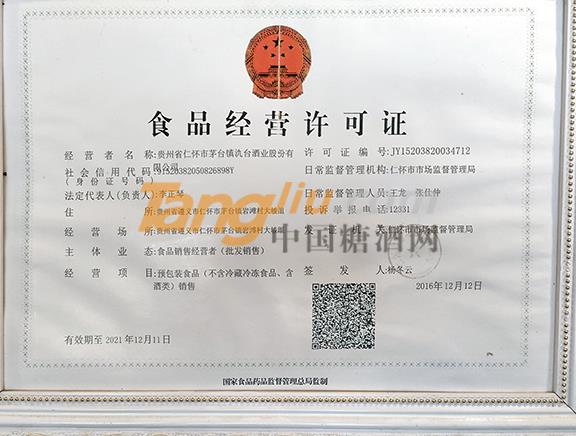 食品经营许可证
经营者名称:贵州省仁怀市茅台镇氿台酒业股份有限公司
社会信用代码:91520382050826898Y
(身份证号码)
法定代表人(负责人):李正琴
住所:贵州省遵义市仁怀市茅台镇岩滩村大坡组
经营场所:贵州省遵义市仁怀市茅台镇岩滩村大坡组
主体业态:食品销售经营者(批发销售)
经营项目:预包装食品(不含冷藏冷冻食品、含
酒类)销售
许可证编号:JY15203820034712
日常监督管理机构:仁怀市市场监督管理局
日常监督管理人员:王龙 张仕仲
投诉举报电话:12331
发证机关:仁怀市市场监督管理局
签发人:杨冬云
2016年12月12日
有效期至2021年12月11日
国家食品药品监督管理总局监制
Tangjiu.com
中国糖酒网